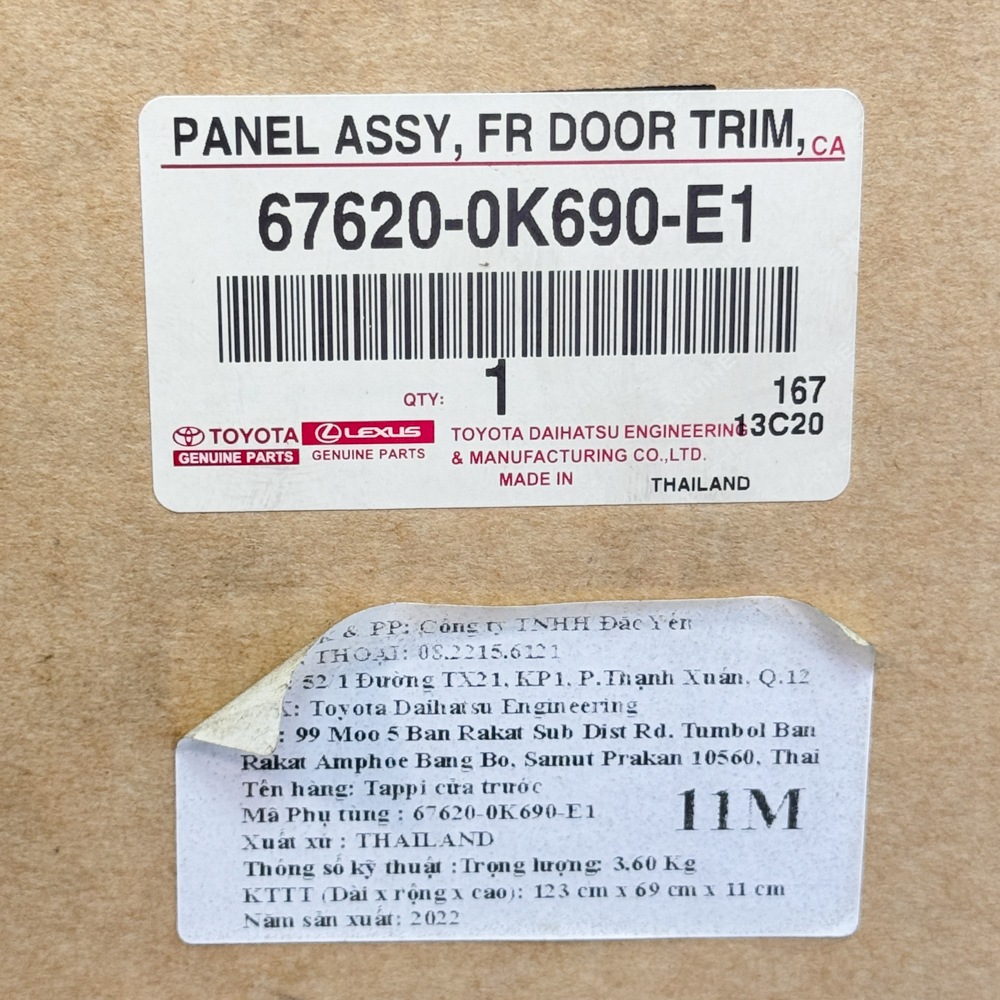 PANEL ASSY, FR DOOR TRIM, CA
67620-0K690-E1
QTY: 1
167
13C20
TOYOTA
GENUINE PARTS
LEXUS
GENUINE PARTS
TOYOTA DAIHATSU ENGINEERING
& MANUFACTURING CO.,LTD.
MADE IN THAILAND
K & PP: Công ty TNHH Đắc Yến
THOẠI: 08.2215.6121
: 52/1 Đường TX21, KP1, P.Thạnh Xuân, Q.12
: Toyota Daihatsu Engineering
: 99 Moo 5 Ban Rakat Sub Dist Rd. Tumbol Ban
Rakat Amphoe Bang Bo, Samut Prakan 10560, Thai
Tên hàng: Tappi cửa trước
Mã Phụ tùng : 67620-0K690-E1
11M
Xuất xứ : THAILAND
Thông số kỹ thuật :Trọng lượng: 3.60 Kg
KTTT (Dài x rộng x cao): 123 cm x 69 cm x 11 cm
Năm sản xuất: 2022